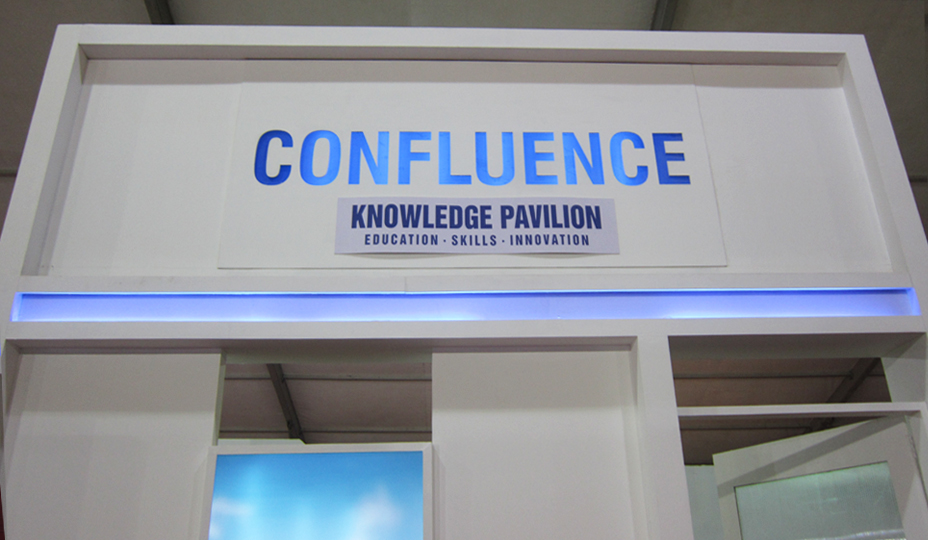 CONFLUENCE
KNOWLEDGE PAVILION
EDUCATION · SKILLS · INNOVATION